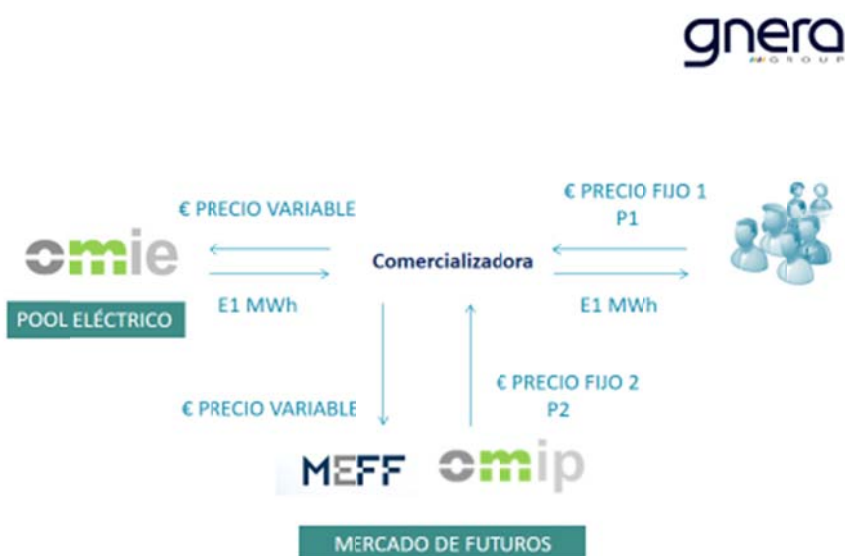 gnera
GROUP
€ PRECIO VARIABLE
€ PRECIO FIJO 1
P1
omie
Comercializadora
POOL ELÉCTRICO
E1 MWh
E1 MWh
€ PRECIO VARIABLE
€ PRECIO FIJO 2
P2
MEFF
omip
MERCADO DE FUTUROS